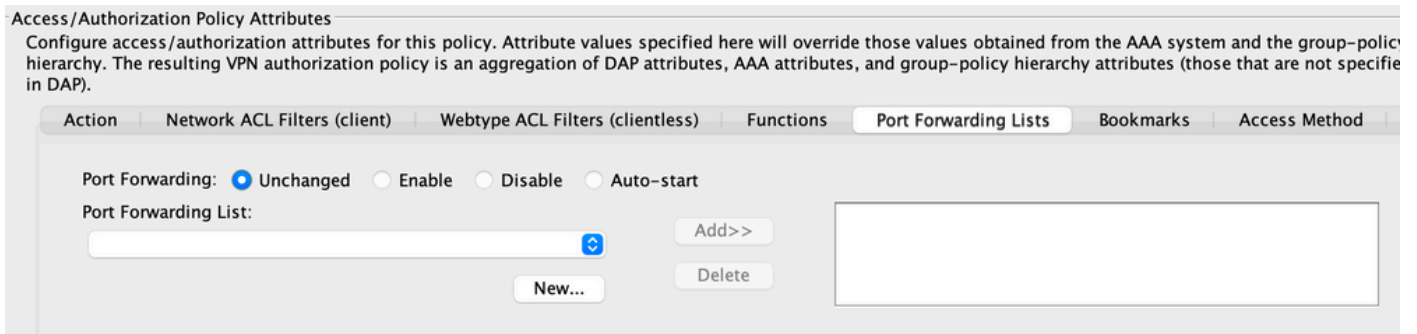 Access/Authorization Policy Attributes
Configure access/authorization attributes for this policy. Attribute values specified here will override those values obtained from the AAA system and the group-policy
hierarchy. The resulting VPN authorization policy is an aggregation of DAP attributes, AAA attributes, and group-policy hierarchy attributes (those that are not specifie
in DAP).
Action Network ACL Filters (client) Webtype ACL Filters (clientless) Functions Port Forwarding Lists Bookmarks Access Method
Port Forwarding: Unchanged Enable Disable Auto-start
Port Forwarding List:
Add>>
Delete
New...